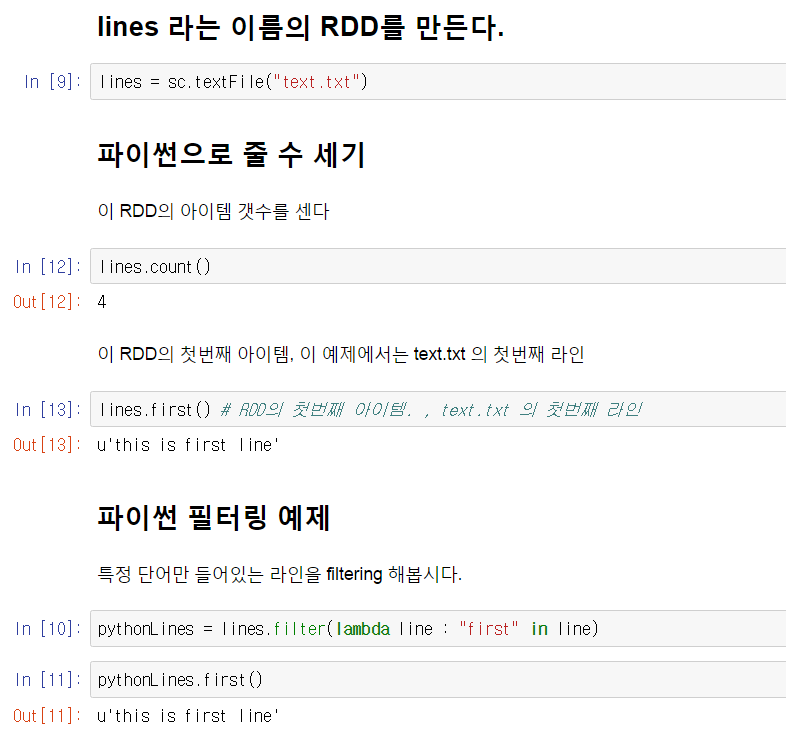 lines 라는 이름의 RDD를 만든다.
In [9]: lines = sc.textFile("text.txt")
파이썬으로 줄 수 세기
이 RDD의 아이템 갯수를 센다
In [12]: lines.count()
Out[12]: 4
이 RDD의 첫번째 아이템, 이 예제에서는 text.txt 의 첫번째 라인
In [13]: lines.first() # RDD의 첫번째 아이템. , text.txt 의 첫번째 라인
Out[13]: u'this is first line'
파이썬 필터링 예제
특정 단어만 들어있는 라인을 filtering 해봅시다.
In [10]: pythonLines = lines.filter(lambda line : "first" in line)
In [11]: pythonLines.first()
Out[11]: u'this is first line'